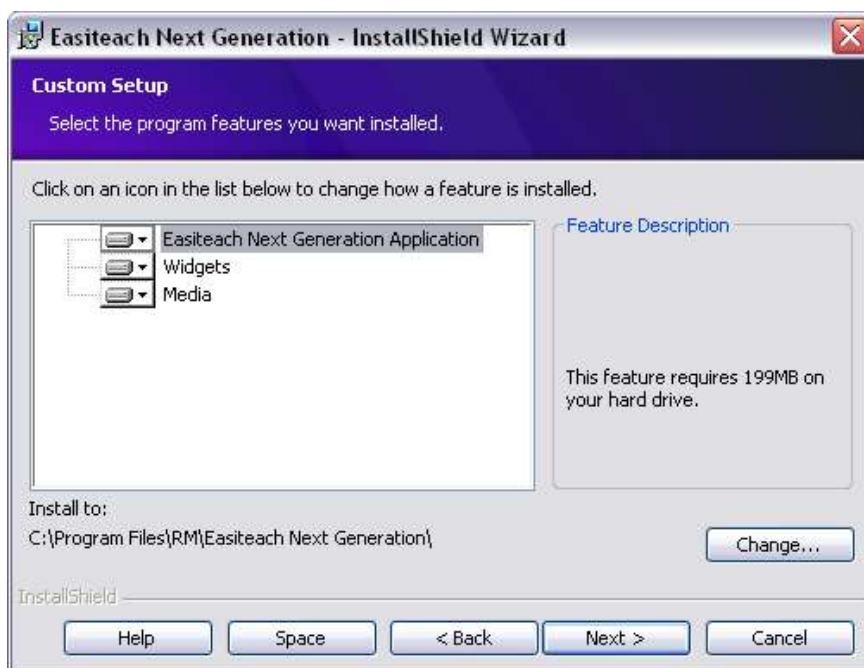 Easiteach Next Generation - InstallShield Wizard
Custom Setup
Select the program features you want installed.
Click on an icon in the list below to change how a feature is installed.
Easiteach Next Generation Application
Widgets
Media
Feature Description
This feature requires 199MB on
your hard drive.
Install to:
C:\Program Files\RM\Easiteach Next Generation\
Change...
InstallShield
Help
Space
< Back
Next >
Cancel